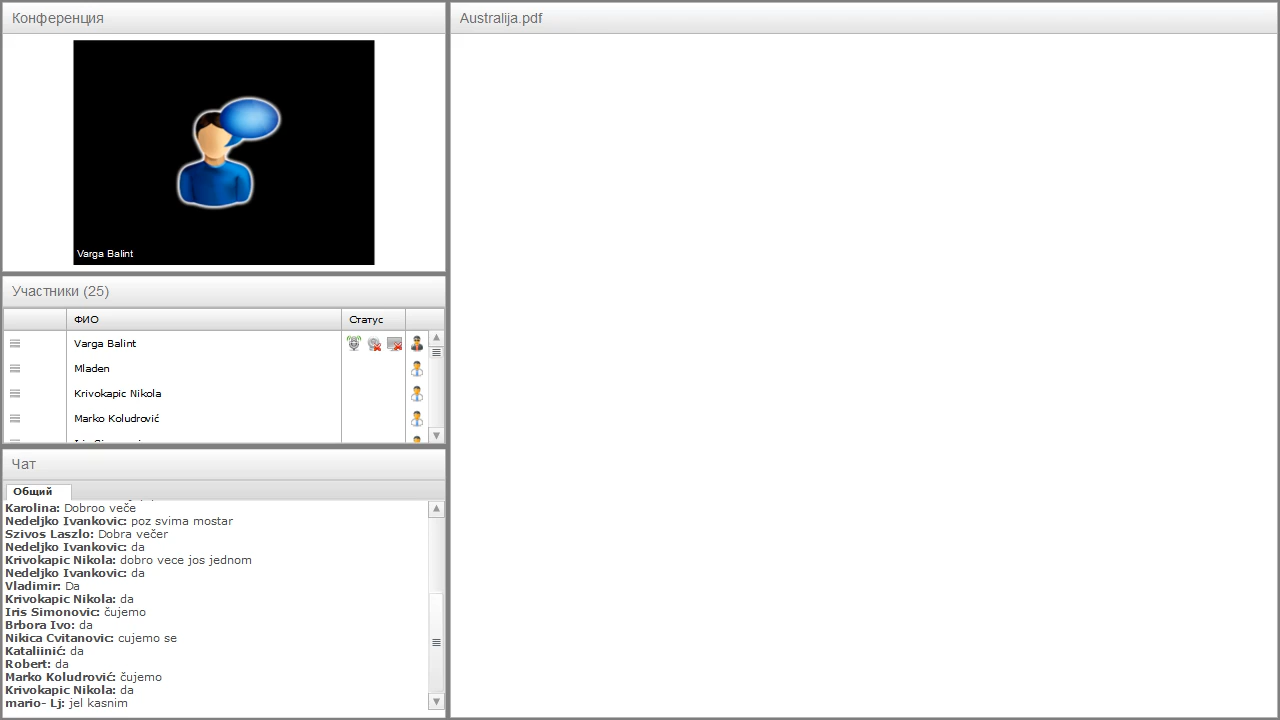 Конференция
Varga Balint
Участники (25)
ФИО Статус
Varga Balint
Mladen
Krivokapic Nikola
Marko Koludrović
Чат
Общий
Karolina: Dobroo veče
Nedeljko Ivankovic: poz svima mostar
Szivos Laszlo: Dobra večer
Nedeljko Ivankovic: da
Krivokapic Nikola: dobro vece jos jednom
Nedeljko Ivankovic: da
Vladimir: Da
Krivokapic Nikola: da
Iris Simonovic: čujemo
Brbora Ivo: da
Nikica Cvitanovic: cujemo se
Kataliinić: da
Robert: da
Marko Koludrović: čujemo
Krivokapic Nikola: da
mario- Lj: jel kasnim
Australija.pdf